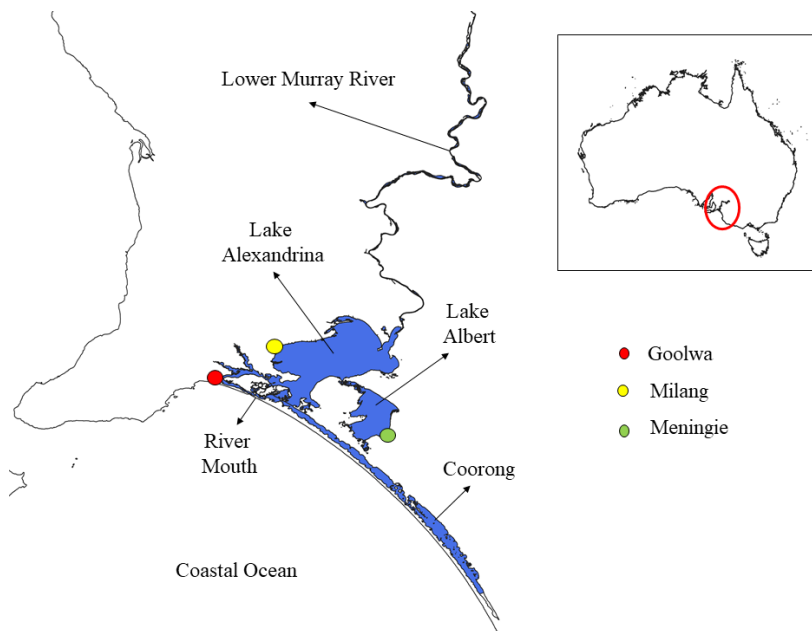 Lower Murray River
Lake
Alexandrina
Lake
Albert
Goolwa
Milang
Meningie
River
Mouth
Coorong
Coastal Ocean